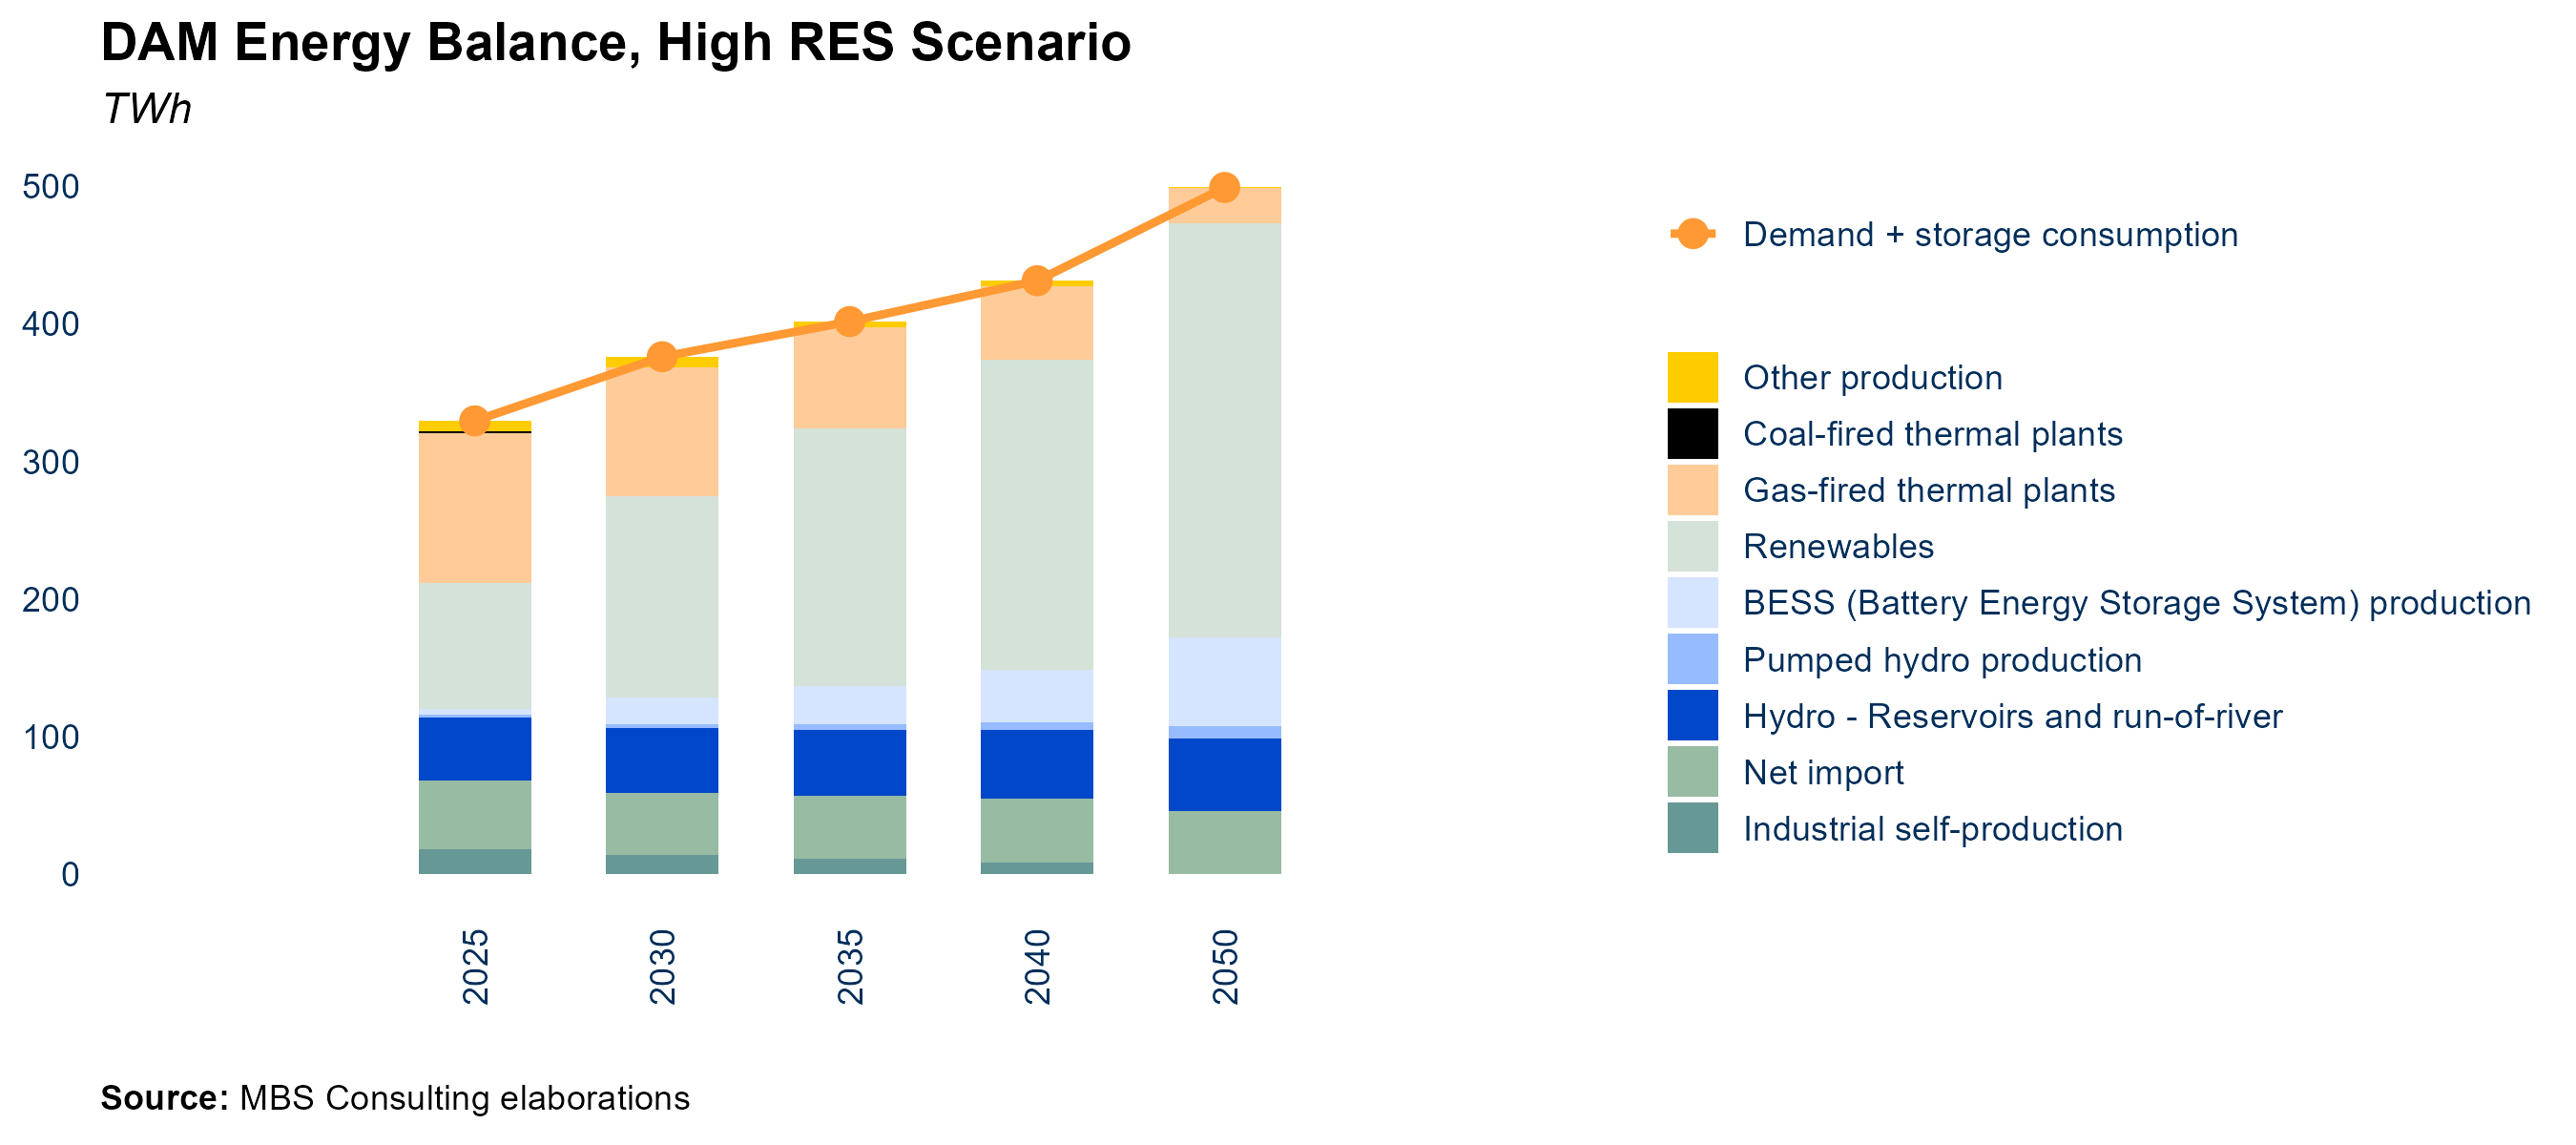 DAM Energy Balance, High RES Scenario
TWh
500
400
300
200
100
0
2025
2030
2035
2040
2050
Demand + storage consumption
Other production
Coal-fired thermal plants
Gas-fired thermal plants
Renewables
BESS (Battery Energy Storage System) production
Pumped hydro production
Hydro - Reservoirs and run-of-river
Net import
Industrial self-production
Source: MBS Consulting elaborations